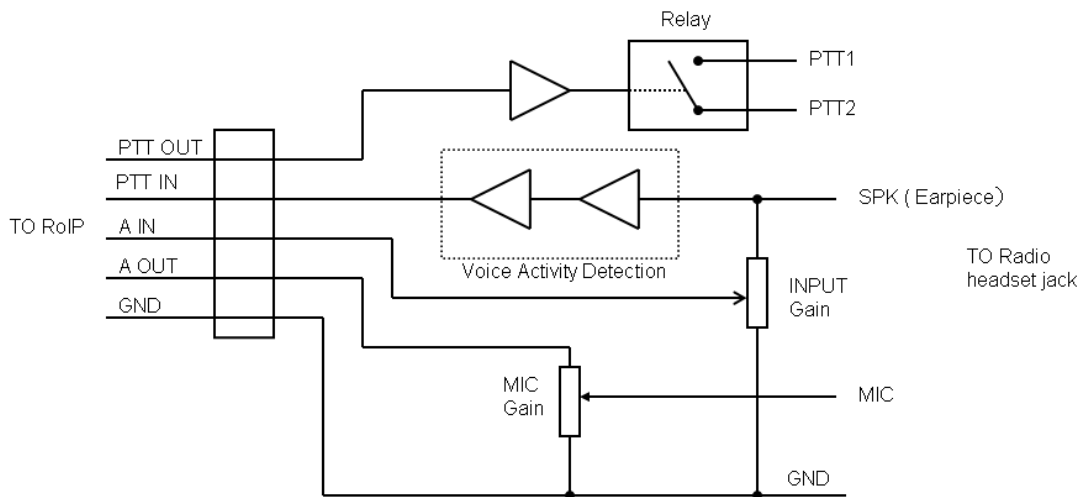 Relay
PTT1
PTT2
PTT OUT
PTT IN
SPK ( Earpiece)
TO RoIP
A IN
A OUT
Voice Activity Detection
TO Radio
headset jack
INPUT
Gain
GND
MIC
Gain
MIC
GND